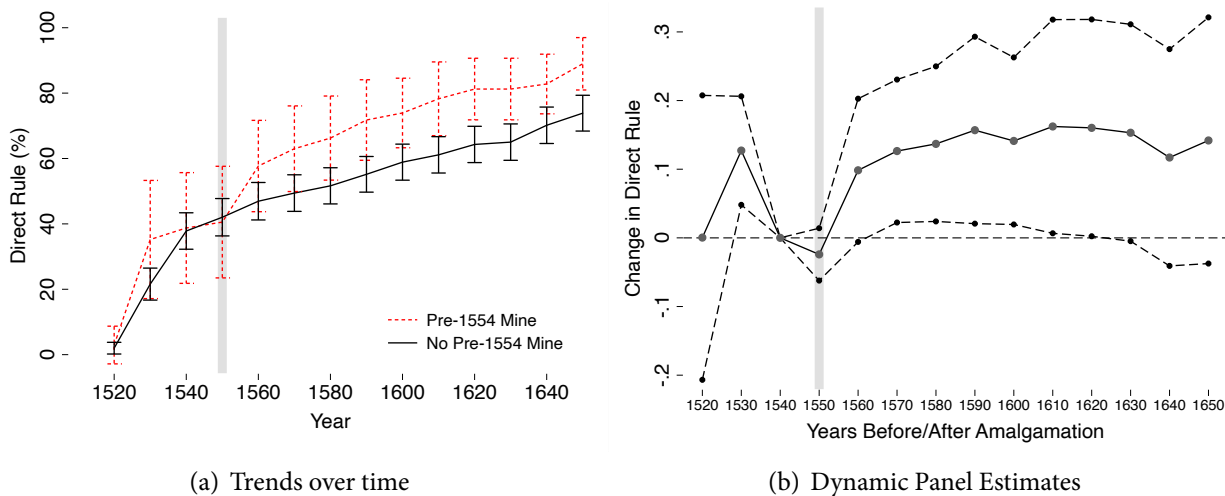 Direct Rule (%)
100
80
60
40
20
0
1520 1540 1560 1580 1600 1620 1640
Year
Pre-1554 Mine
No Pre-1554 Mine
(a) Trends over time
Change in Direct Rule
.3
.2
.1
0
.1
-.2
1520 1530 1540 1550 1560 1570 1580 1590 1600 1610 1620 1630 1640 1650
Years Before/After Amalgamation
(b) Dynamic Panel Estimates